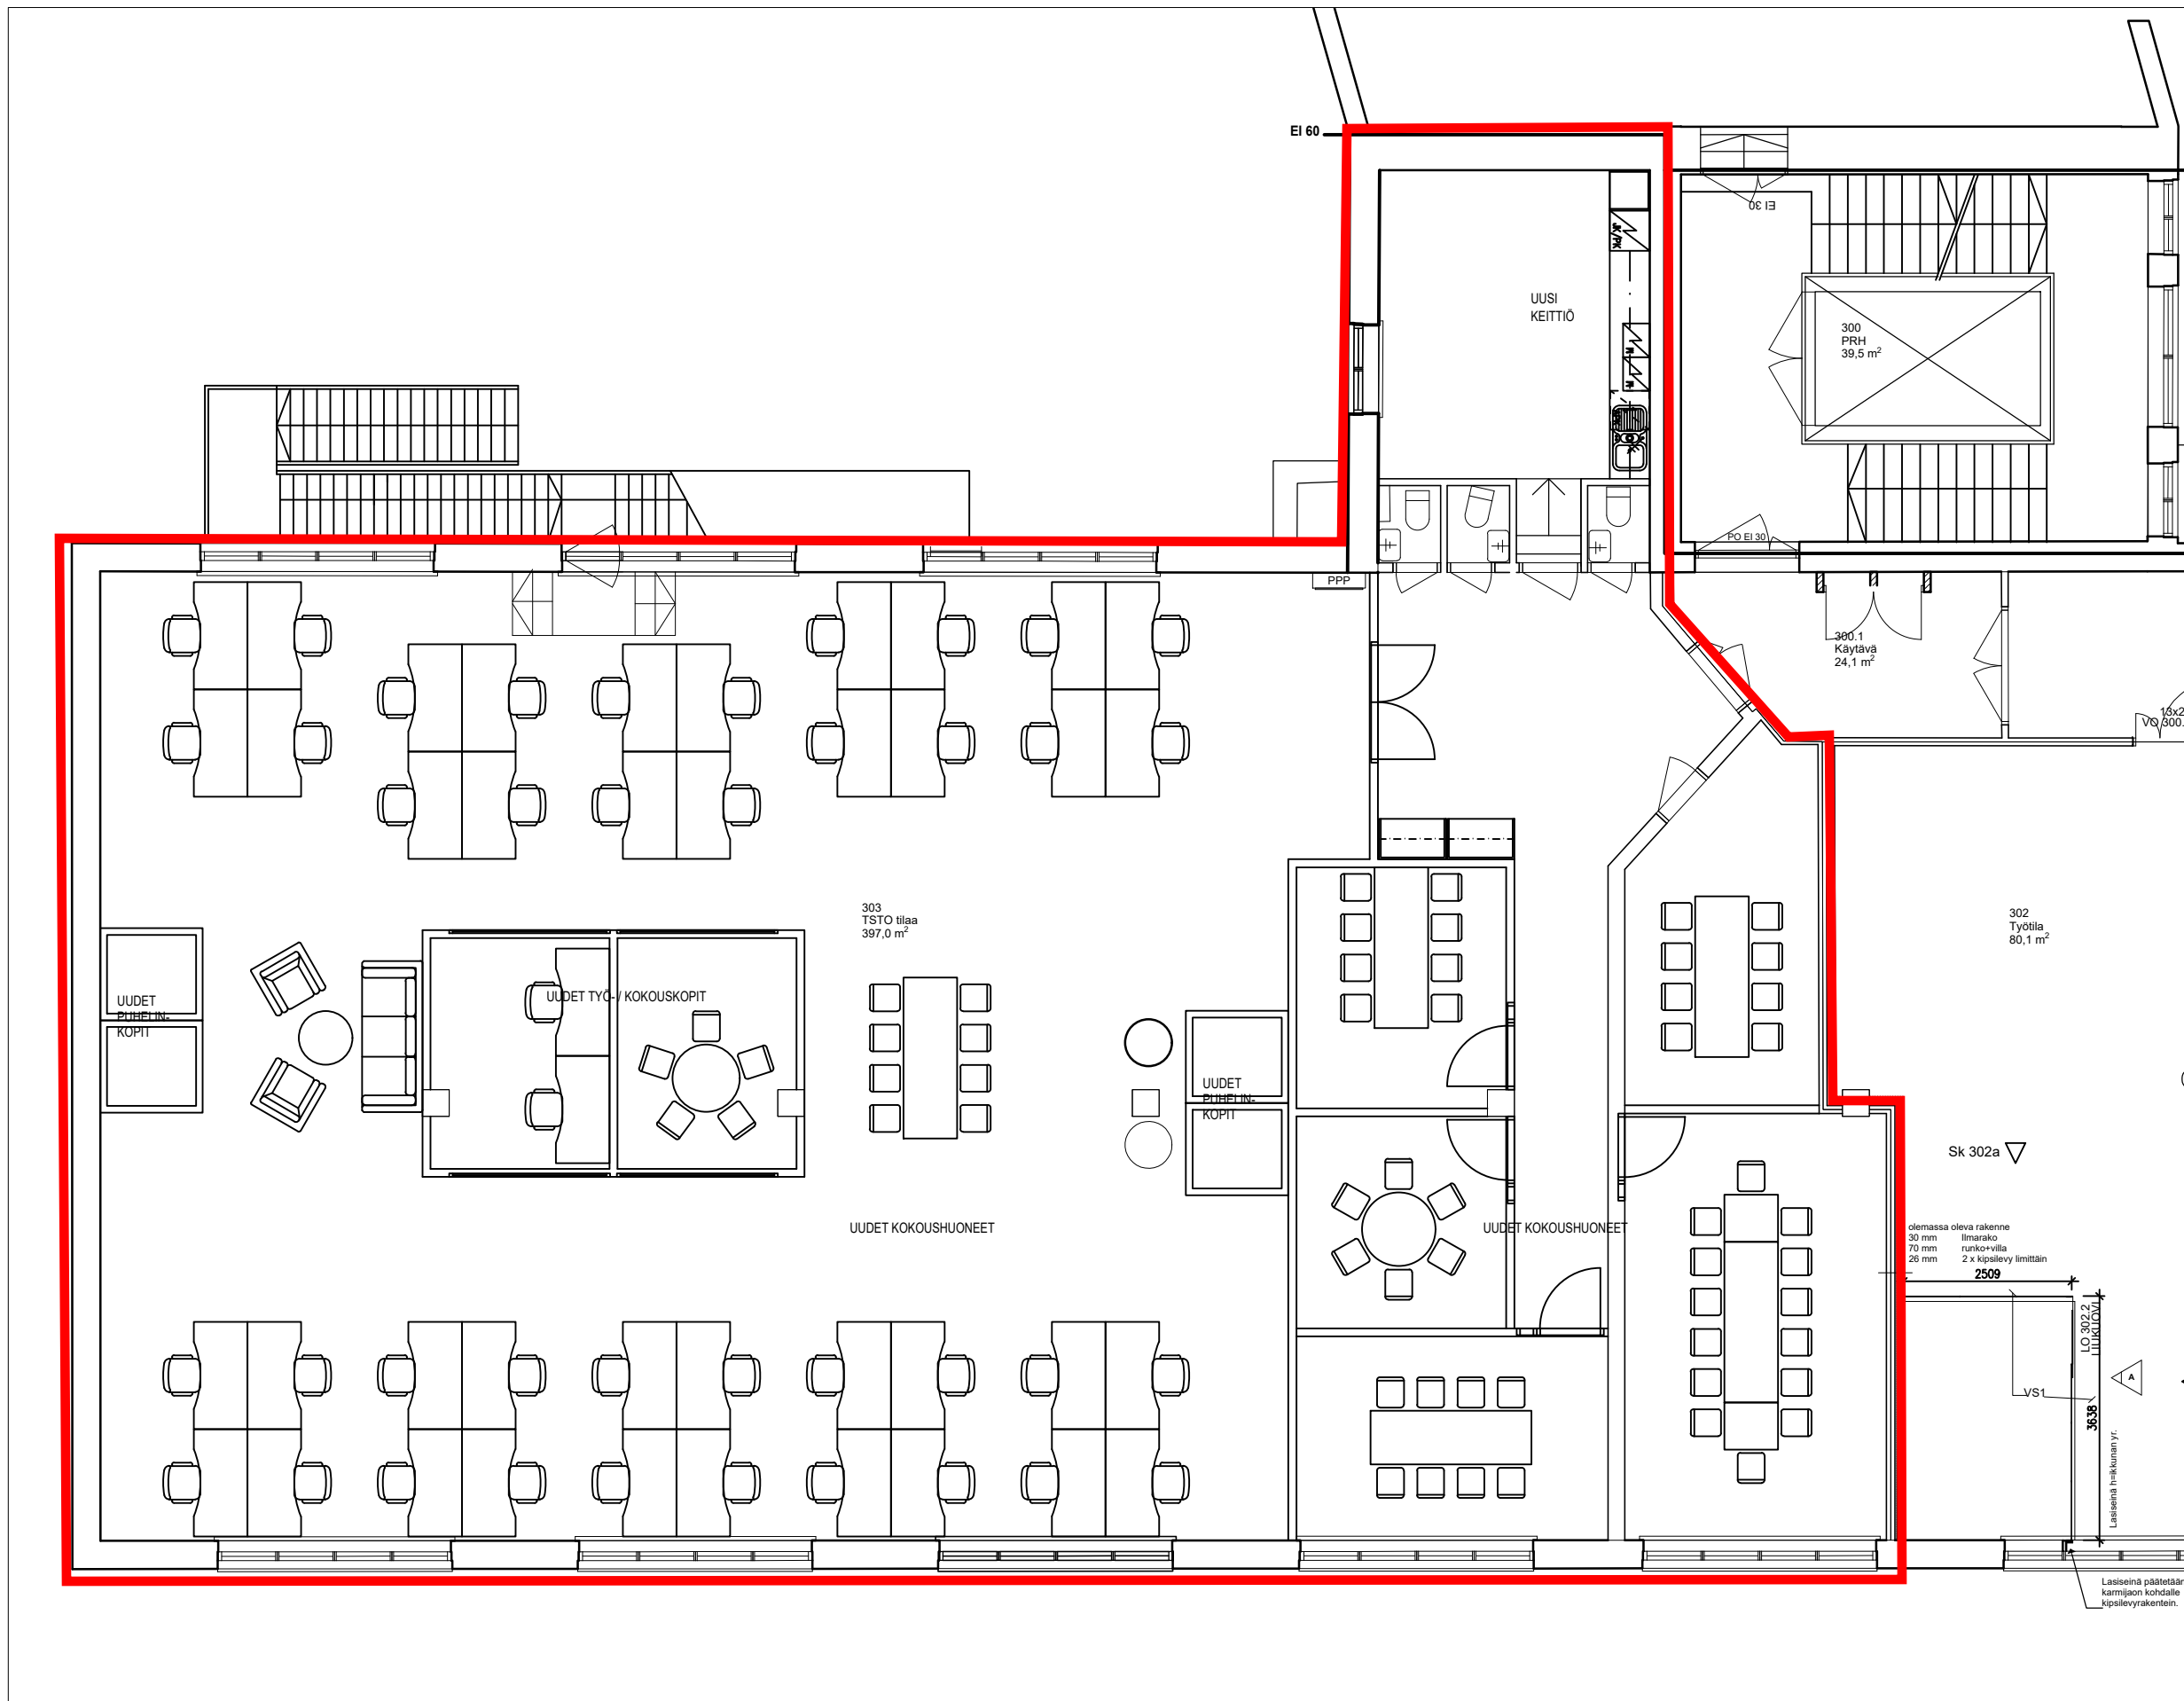 EI 60
EI 30
JK/PK
UUSI
KEITTIÖ
300
PRH
39,5 m²
PO EI 30
PPP
300.1
Käytävä
24,1 m²
13x2
VO 300.
303
TSTO tilaa
397,0 m²
302
Työtila
80,1 m²
UUDET
PUHELIN-
KOPIT
UUDET TYÖ- / KOKOUSKOPIT
UUDET
PUHELIN-
KOPIT
Sk 302a
UUDET KOKOUSHUONEET
UUDET KOKOUSHUONEET
olemassa oleva rakenne
30 mm Ilmarako
70 mm runko+villa
26 mm 2 x kipsilevy limittäin
2509
LO 302.2
LIUKUOVI
A
VS1
3638
Lasiseinä h=ikkunan yr.
Lasiseinä päätetään
karmijaon kohdalle
kipsilevyrakentein.